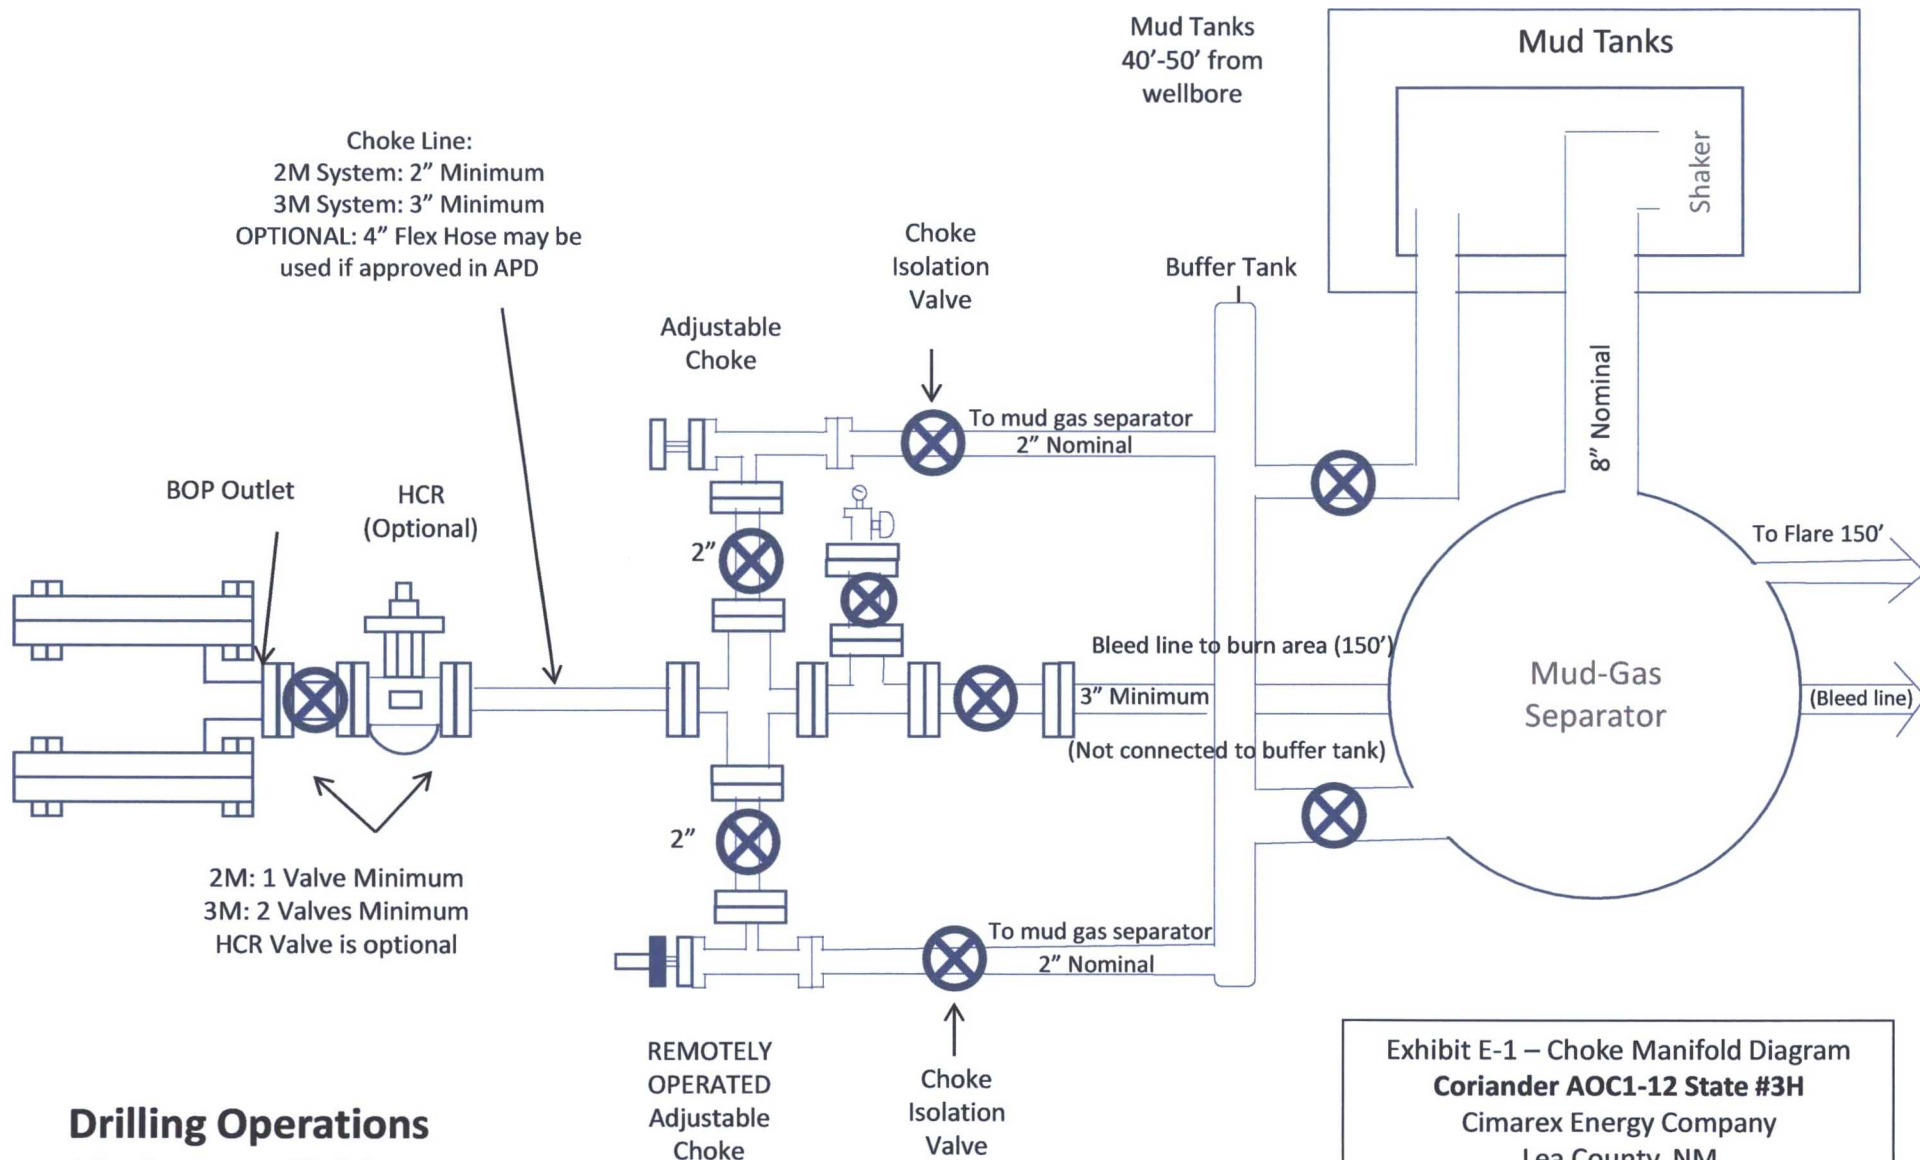 Mud Tanks
40’-50’ from
wellbore
Mud Tanks
Shaker
Choke Line:
2M System: 2” Minimum
3M System: 3” Minimum
OPTIONAL: 4” Flex Hose may be
used if approved in APD
Choke
Isolation
Valve
Buffer Tank
Adjustable
Choke
8” Nominal
To mud gas separator
2” Nominal
BOP Outlet
HCR
(Optional)
2”
To Flare 150’
Bleed line to burn area (150’)
3” Minimum
(Not connected to buffer tank)
Mud-Gas
Separator
(Bleed line)
2”
2M: 1 Valve Minimum
3M: 2 Valves Minimum
HCR Valve is optional
To mud gas separator
2” Nominal
REMOTELY
OPERATED
Adjustable
Choke
Choke
Isolation
Valve
Drilling Operations
Exhibit E-1 – Choke Manifold Diagram
Coriander AOC1-12 State #3H
Cimarex Energy Company
Lea County, NM